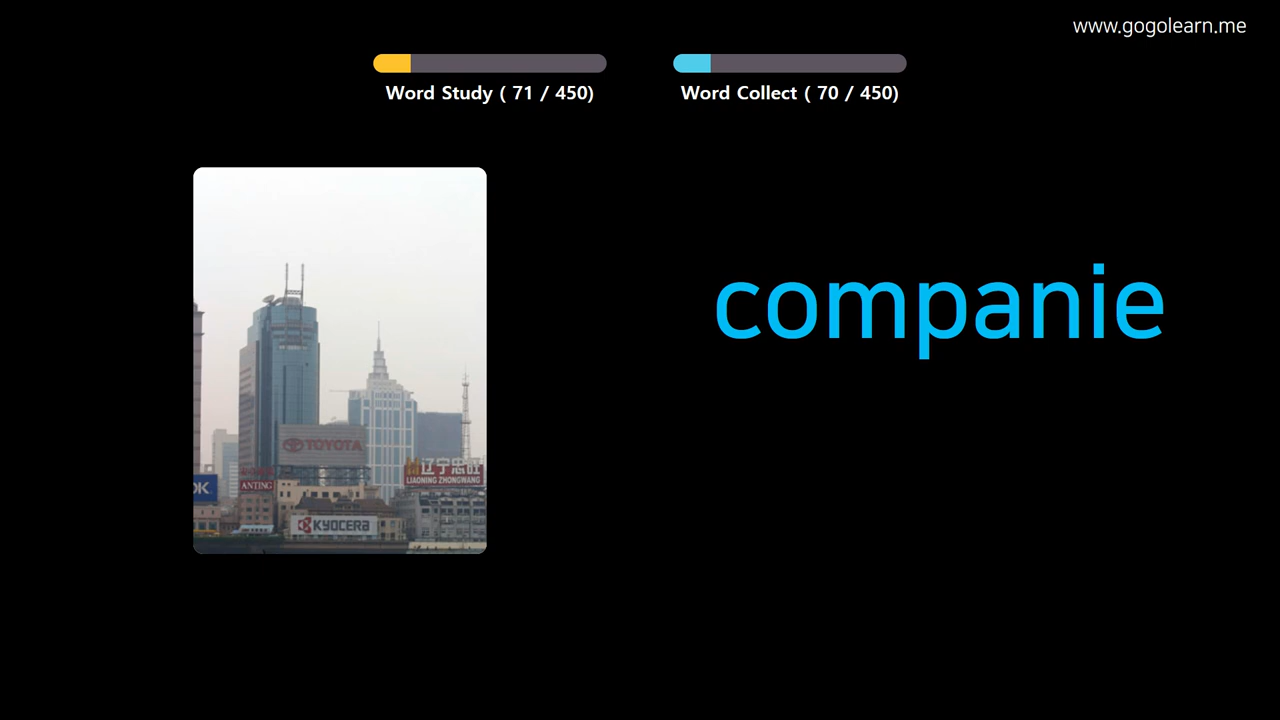 www.gogolearn.me
Word Study ( 71 / 450)
Word Collect ( 70 / 450)
companie
TOYOTA
辽宁忠旺
LIAONING ZHONGWANG
ANTING
OK
KYOCERA